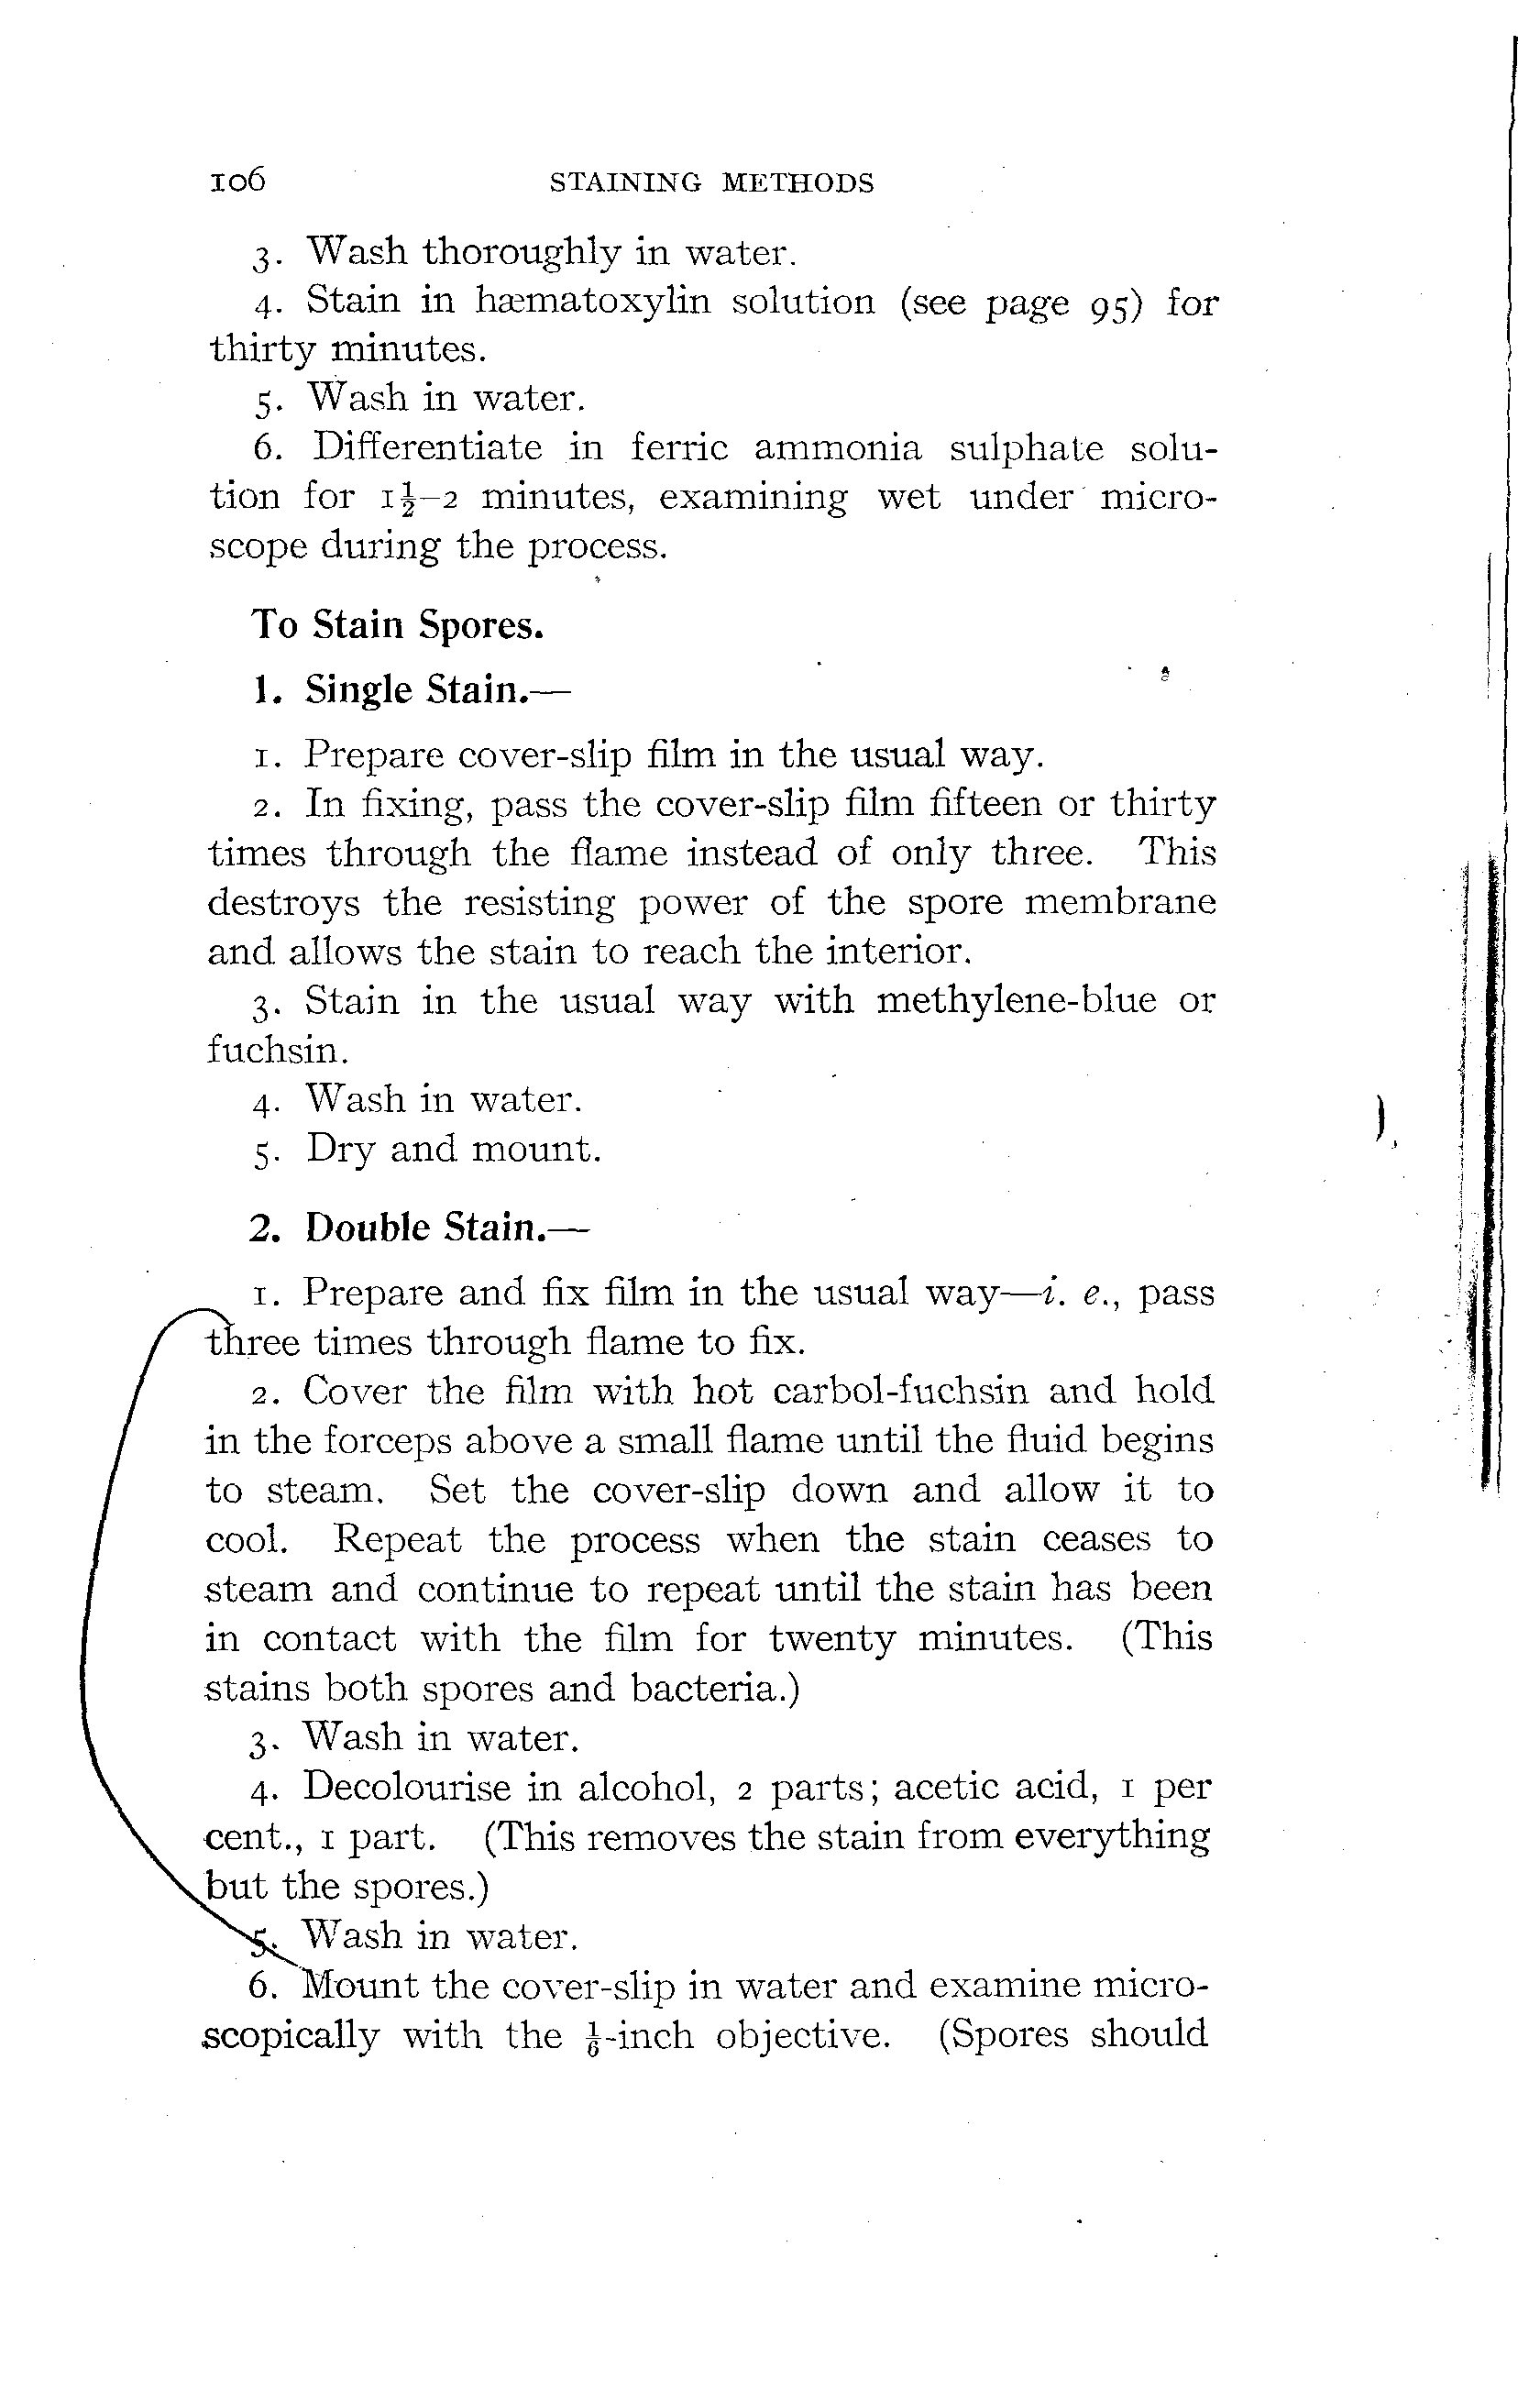 106 STAINING METHODS
3. Wash thoroughly in water.
4. Stain in hæmatoxylin solution (see page 95) for
thirty minutes.
5. Wash in water.
6. Differentiate in ferric ammonia sulphate solu-
tion for 1½–2 minutes, examining wet under micro-
scope during the process.
To Stain Spores.
1. Single Stain.—
1. Prepare cover-slip film in the usual way.
2. In fixing, pass the cover-slip film fifteen or thirty
times through the flame instead of only three. This
destroys the resisting power of the spore membrane
and allows the stain to reach the interior.
3. Stain in the usual way with methylene-blue or
fuchsin.
4. Wash in water.
5. Dry and mount.
2. Double Stain.—
1. Prepare and fix film in the usual way—i. e., pass
three times through flame to fix.
2. Cover the film with hot carbol-fuchsin and hold
in the forceps above a small flame until the fluid begins
to steam. Set the cover-slip down and allow it to
cool. Repeat the process when the stain ceases to
steam and continue to repeat until the stain has been
in contact with the film for twenty minutes. (This
stains both spores and bacteria.)
3. Wash in water.
4. Decolourise in alcohol, 2 parts; acetic acid, 1 per
cent., 1 part. (This removes the stain from everything
but the spores.)
5. Wash in water.
6. Mount the cover-slip in water and examine micro-
scopically with the ⅙-inch objective. (Spores should